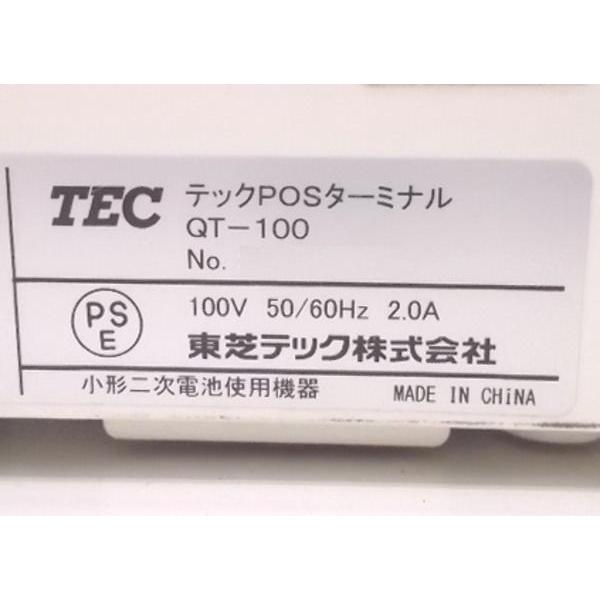 TEC
テックPOSターミナル
QT-100
No.
PS
E
100V 50/60Hz 2.0A
東芝テック株式会社
小形二次電池使用機器
MADE IN CHiNA